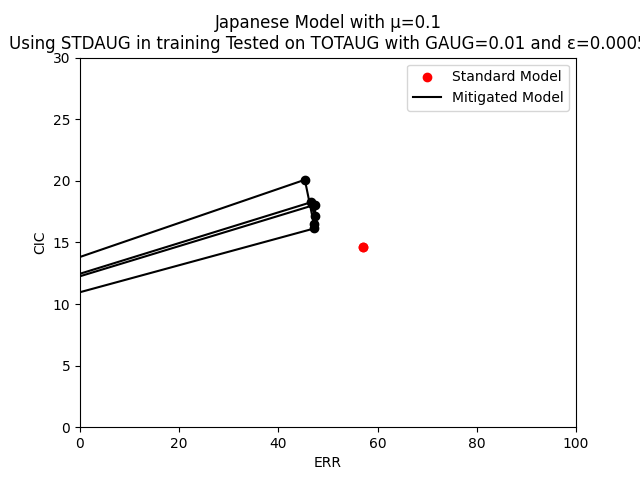 Japanese Model with μ=0.1
Using STDAUG in training Tested on TOTAUG with GAUG=0.01 and ε=0.0005
Standard Model
Mitigated Model
30
25
20
15
10
5
0
CIC
0 20 40 60 80 100
ERR